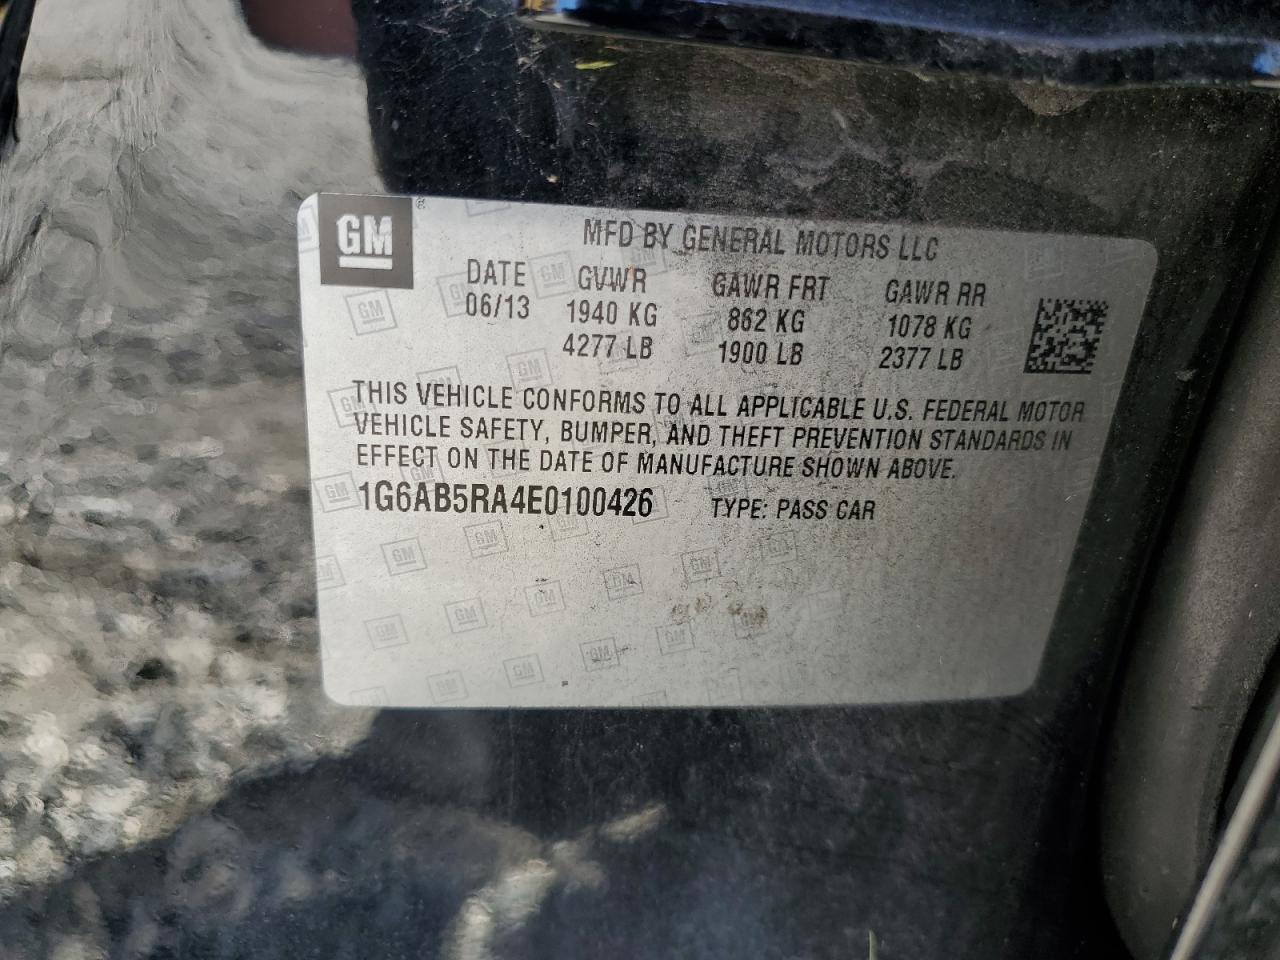 GM ®
MFD BY GENERAL MOTORS LLC
DATE GVWR GAWR FRT GAWR RR
06/13 1940 KG 862 KG 1078 KG
4277 LB 1900 LB 2377 LB
THIS VEHICLE CONFORMS TO ALL APPLICABLE U.S. FEDERAL MOTOR
VEHICLE SAFETY, BUMPER, AND THEFT PREVENTION STANDARDS IN
EFFECT ON THE DATE OF MANUFACTURE SHOWN ABOVE.
1G6AB5RA4E0100426 TYPE: PASS CAR